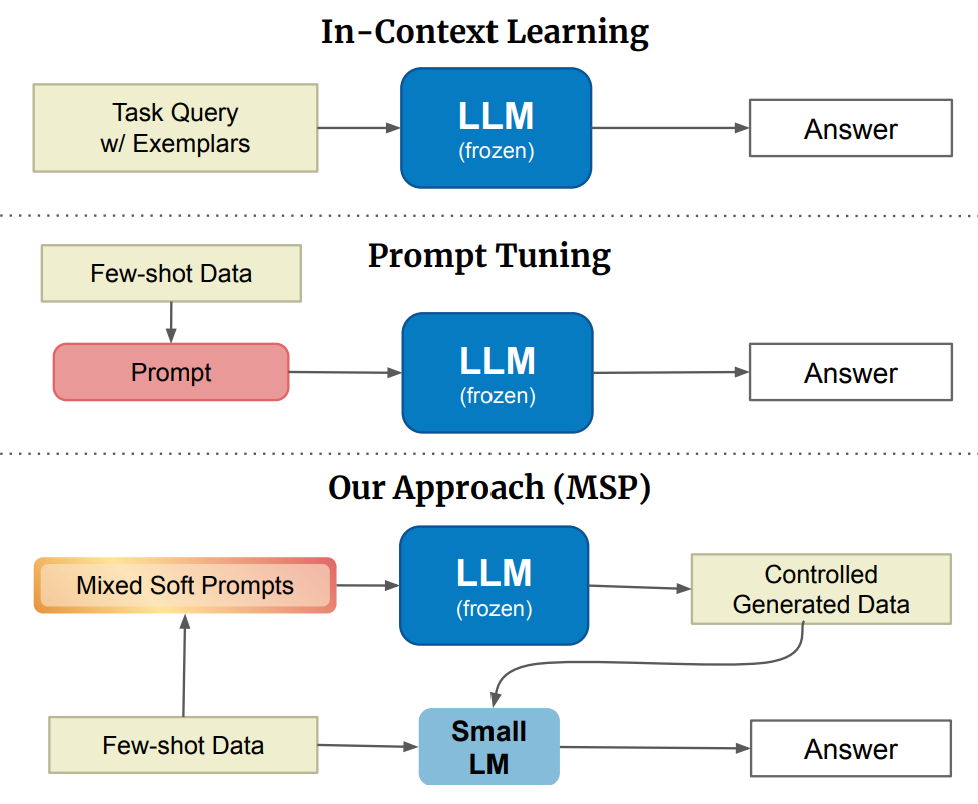 In-Context Learning
Task Query
w/ Exemplars
LLM
(frozen)
Answer
Prompt Tuning
Few-shot Data
Prompt
LLM
(frozen)
Answer
Our Approach (MSP)
Mixed Soft Prompts
LLM
(frozen)
Controlled
Generated Data
Few-shot Data
Small
LM
Answer